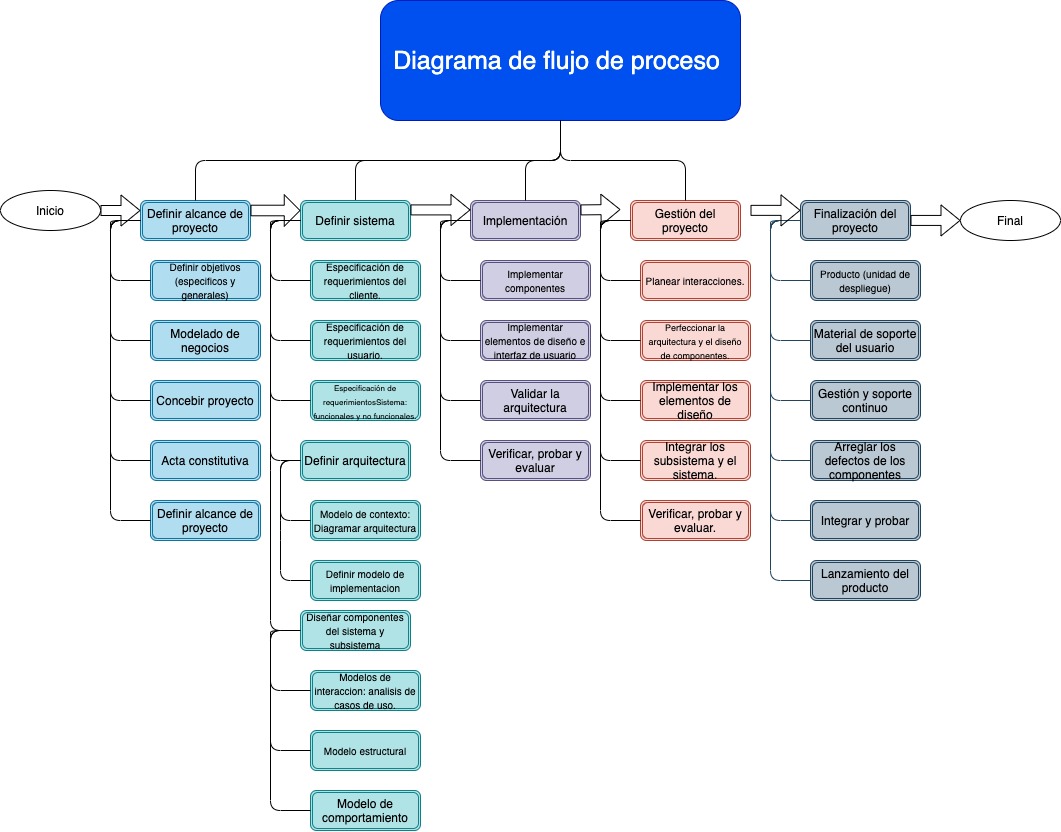 Diagrama de flujo de proceso
Inicio
Definir alcance de
proyecto
Definir sistema
Implementación
Gestión del
proyecto
Finalización del
proyecto
Final
Definir objetivos
(especificos y
generales)
Modelado de
negocios
Concebir proyecto
Acta constitutiva
Definir alcance de
proyecto
Especificación de
requerimientos del
cliente.
Especificación de
requerimientos del
usuario.
Especificación de
requerimientosSistema:
funcionales y no funcionales
Definir arquitectura
Modelo de contexto:
Diagramar arquitectura
Definir modelo de
implementacion
Diseñar componentes
del sistema y
subsistema
Modelos de
interaccion: analisis de
casos de uso.
Modelo estructural
Modelo de
comportamiento
Implementar
componentes
Implementar
elementos de diseño e
interfaz de usuario
Validar la
arquitectura
Verificar, probar y
evaluar
Planear interacciones.
Perfeccionar la
arquitectura y el diseño
de componentes.
Implementar los
elementos de
diseño
Integrar los
subsistema y el
sistema.
Verificar, probar y
evaluar.
Producto (unidad de
despliegue)
Material de soporte
del usuario
Gestión y soporte
continuo
Arreglar los
defectos de los
componentes
Integrar y probar
Lanzamiento del
producto